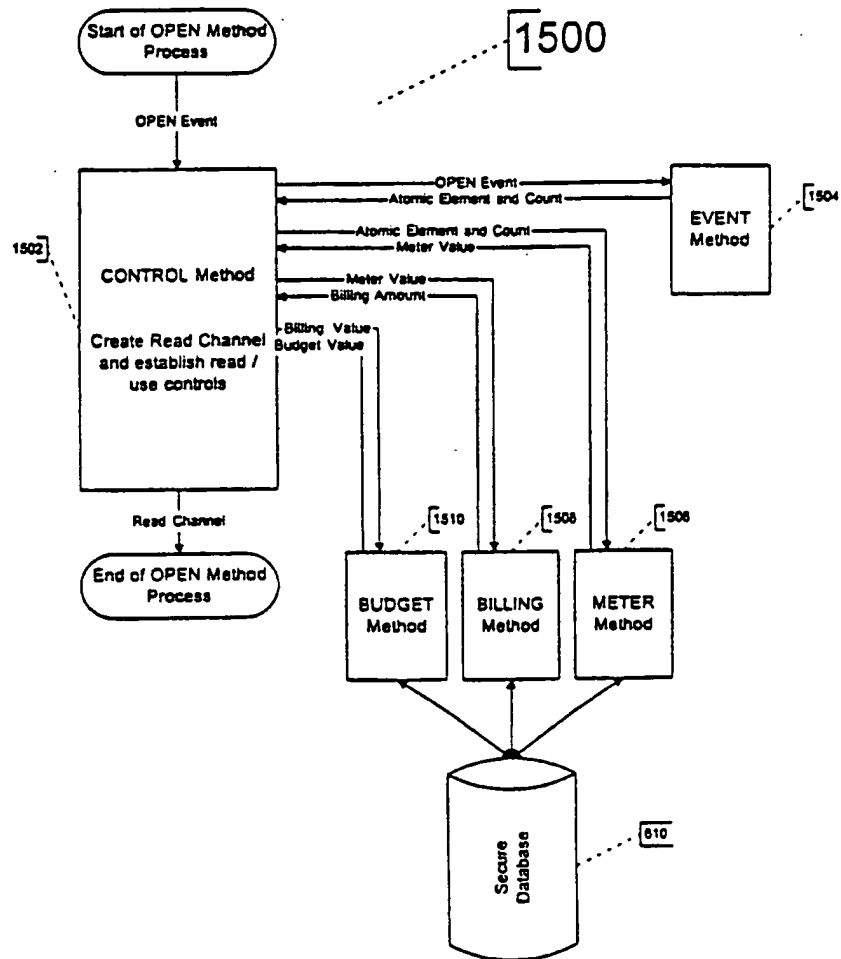 Start of OPEN Method
Process
1500
OPEN Event
OPEN Event
Atomic Element and Count
EVENT
Method
1504
1502
CONTROL Method
Create Read Channel
and establish read /
use controls
Atomic Element and Count
Meter Value
Meter Value
Billing Amount
Billing Value
Budget Value
Read Channel
End of OPEN Method
Process
1510
1508
1506
BUDGET
Method
BILLING
Method
METER
Method
Secure
Database
610